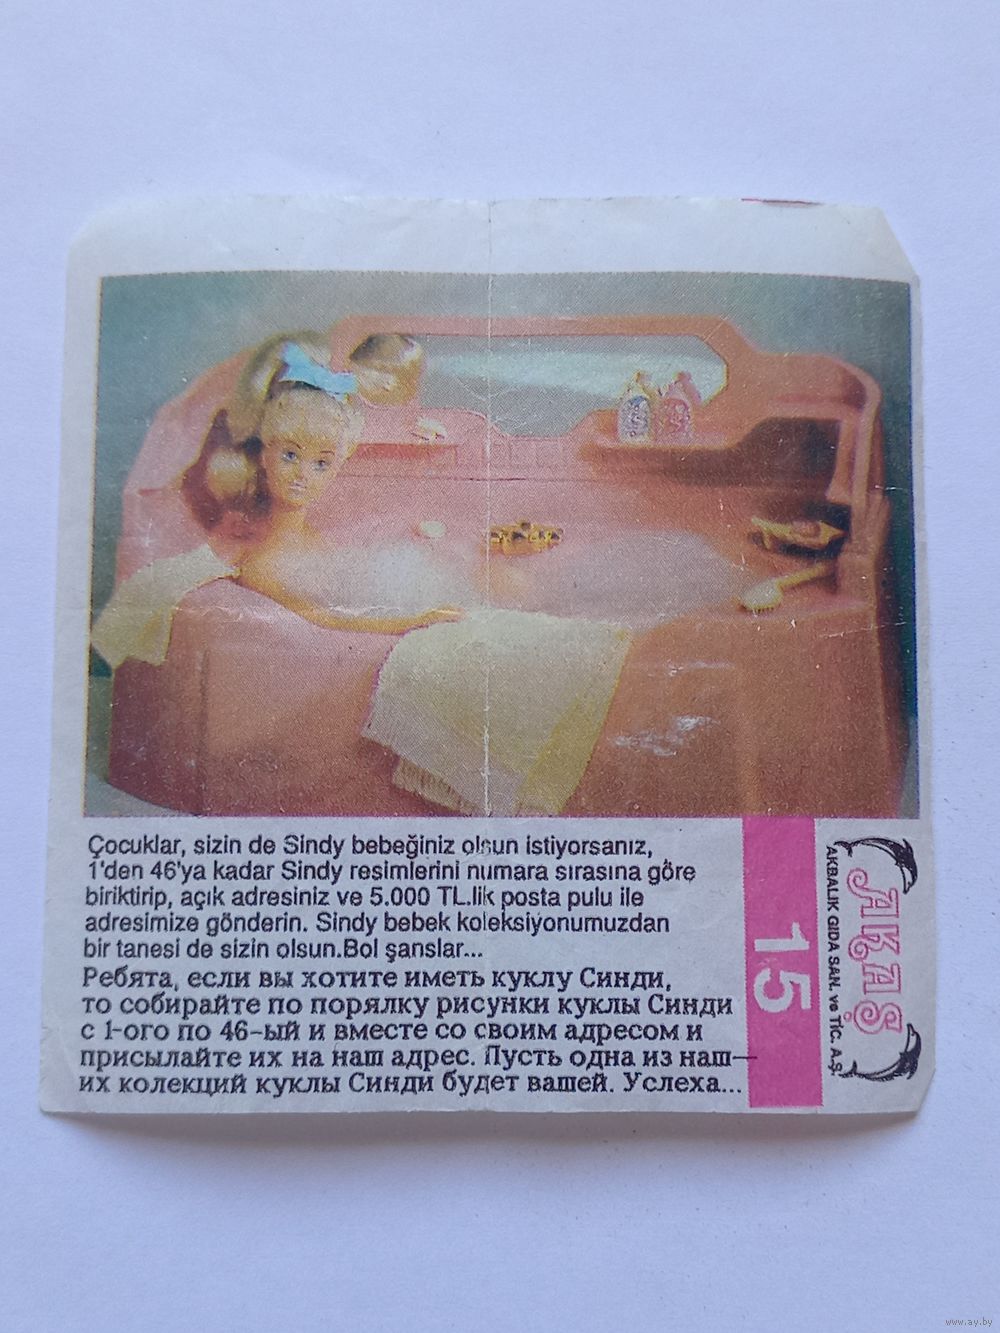 Çocuklar, sizin de Sindy bebeğiniz olsun istiyorsanız,
1'den 46'ya kadar Sindy resimlerini numara sırasına göre
biriktirip, açık adresiniz ve 5.000 TL.lik posta pulu ile
adresimize gönderin. Sindy bebek koleksiyonumuzdan
bir tanesi de sizin olsun.Bol şanslar...
Ребята, если вы хотите иметь куклу Синди,
то собирайте по порялку рисунки куклы Синди
с 1-ого по 46-ый и вместе со своим адресом и
присылайте их на наш адрес. Пусть одна из наш—
их колекций куклы Синди будет вашей. Услеха...
15
AKAŞ
AKBALIK GIDA SAN. ve TİC. A.Ş.
www.ay.by